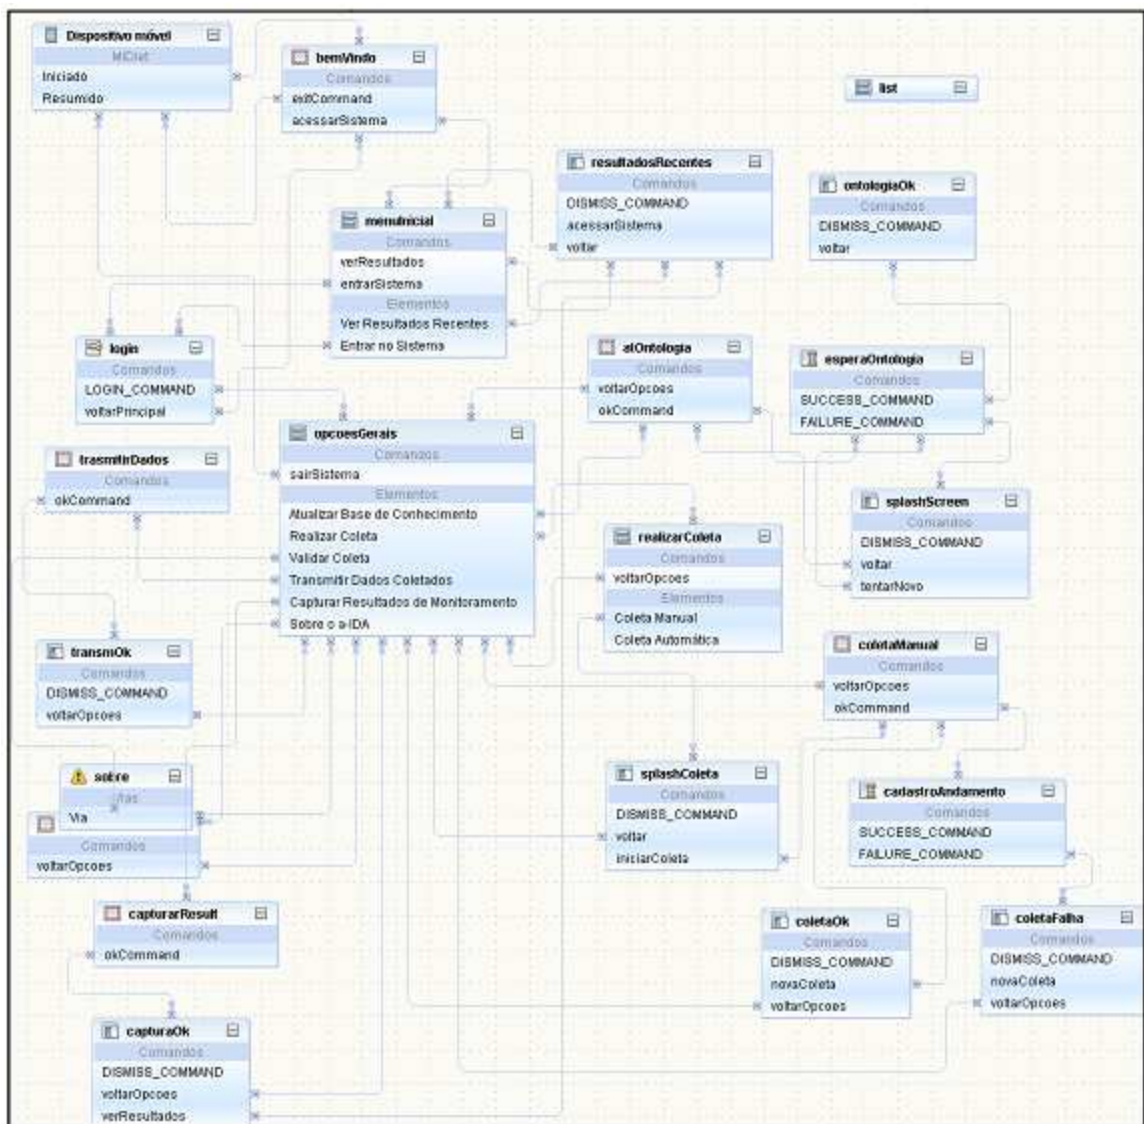 Dispositivo móvel
MIDlet
Iniciado
Resumido
bemVindo
Comandos
exitCommand
acessarSistema
list
resultadosRecentes
Comandos
DISMISS_COMMAND
acessarSistema
voltar
ontologiaOk
Comandos
DISMISS_COMMAND
voltar
menuInicial
Comandos
verResultados
entrarSistema
Elementos
Ver Resultados Recentes
Entrar no Sistema
login
Comandos
LOGIN_COMMAND
voltarPrincipal
atOntologia
Comandos
voltarOpcoes
okCommand
esperaOntologia
Comandos
SUCCESS_COMMAND
FAILURE_COMMAND
trasmitirDados
Comandos
okCommand
opcoesGerais
Comandos
sairSistema
Elementos
Atualizar Base de Conhecimento
Realizar Coleta
Validar Coleta
Transmitir Dados Coletados
Capturar Resultados de Monitoramento
Sobre o a-IDA
splashScreen
Comandos
DISMISS_COMMAND
voltar
tentarNovo
realizarColeta
Comandos
voltarOpcoes
Elementos
Coleta Manual
Coleta Automática
transmOk
Comandos
DISMISS_COMMAND
voltarOpcoes
coletaManual
Comandos
voltarOpcoes
okCommand
Via
Comandos
voltarOpcoes
splashColeta
Comandos
DISMISS_COMMAND
voltar
iniciarColeta
cadastroAndamento
Comandos
SUCCESS_COMMAND
FAILURE_COMMAND
capturarResult
Comandos
okCommand
coletaOk
Comandos
DISMISS_COMMAND
novaColeta
voltarOpcoes
coletaFalha
Comandos
DISMISS_COMMAND
novaColeta
voltarOpcoes
capturaOk
Comandos
DISMISS_COMMAND
voltarOpcoes
verResultados